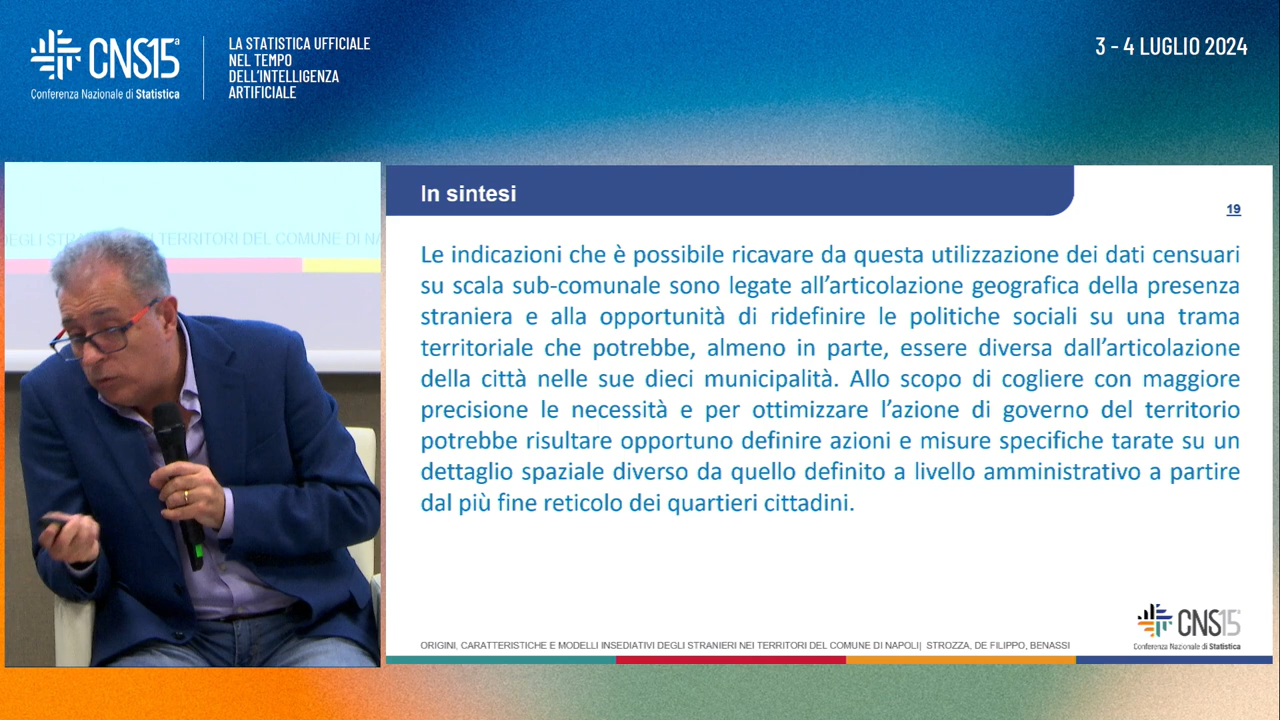 CNS15ª
Conferenza Nazionale di Statistica
LA STATISTICA UFFICIALE
NEL TEMPO
DELL'INTELLIGENZA
ARTIFICIALE
3 - 4 LUGLIO 2024
TERRITORI DEL COMUNE DI
In sintesi
19
Le indicazioni che è possibile ricavare da questa utilizzazione dei dati censuari
su scala sub-comunale sono legate all'articolazione geografica della presenza
straniera e alla opportunità di ridefinire le politiche sociali su una trama
territoriale che potrebbe, almeno in parte, essere diversa dall'articolazione
della città nelle sue dieci municipalità. Allo scopo di cogliere con maggiore
precisione le necessità e per ottimizzare l'azione di governo del territorio
potrebbe risultare opportuno definire azioni e misure specifiche tarate su un
dettaglio spaziale diverso da quello definito a livello amministrativo a partire
dal più fine reticolo dei quartieri cittadini.
ORIGINI, CARATTERISTICHE E MODELLI INSEDIATIVI DEGLI STRANIERI NEI TERRITORI DEL COMUNE DI NAPOLI| STROZZA, DE FILIPPO, BENASSI
CNS15ª
Conferenza Nazionale di Statistica